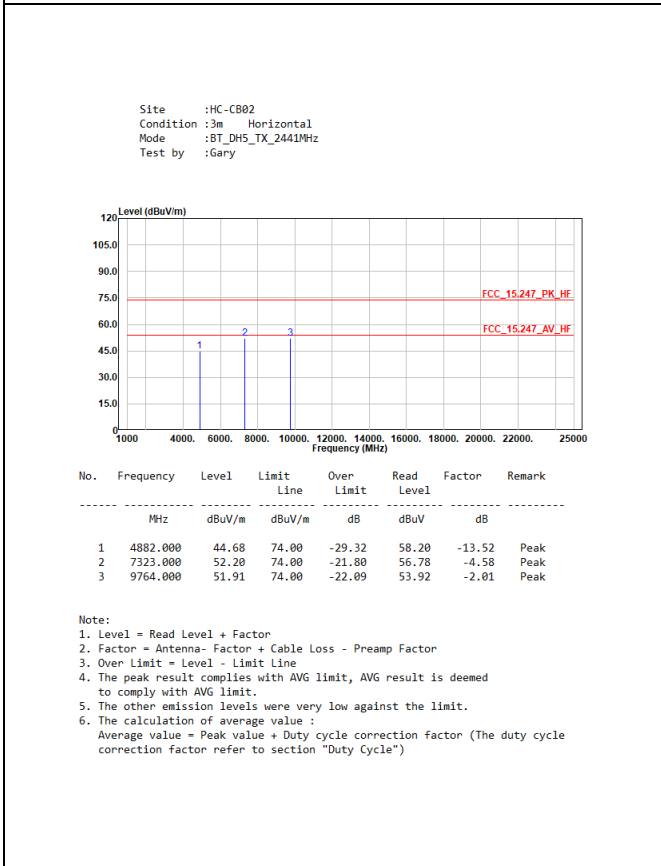 Site :HC-CB02
Condition :3m Horizontal
Mode :BT_DH5_TX_2441MHz
Test by :Gary
Level (dBuV/m)
120
105.0
90.0
75.0
60.0
45.0
30.0
15.0
0
FCC_15.247_PK_HF
FCC_15.247_AV_HF
1 2 3
1000 4000. 6000. 8000. 10000. 12000. 14000. 16000. 18000. 20000. 22000. 25000
Frequency (MHz)
No. Frequency Level Limit Over Read Factor Remark
Line Limit Level
------ ----------- -------- -------- --------- -------- -------- ---------
MHz dBuV/m dBuV/m dB dBuV dB
1 4882.000 44.68 74.00 -29.32 58.20 -13.52 Peak
2 7323.000 52.20 74.00 -21.80 56.78 -4.58 Peak
3 9764.000 51.91 74.00 -22.09 53.92 -2.01 Peak
Note:
1. Level = Read Level + Factor
2. Factor = Antenna- Factor + Cable Loss - Preamp Factor
3. Over Limit = Level - Limit Line
4. The peak result complies with AVG limit, AVG result is deemed
to comply with AVG limit.
5. The other emission levels were very low against the limit.
6. The calculation of average value :
Average value = Peak value + Duty cycle correction factor (The duty cycle
correction factor refer to section "Duty Cycle")